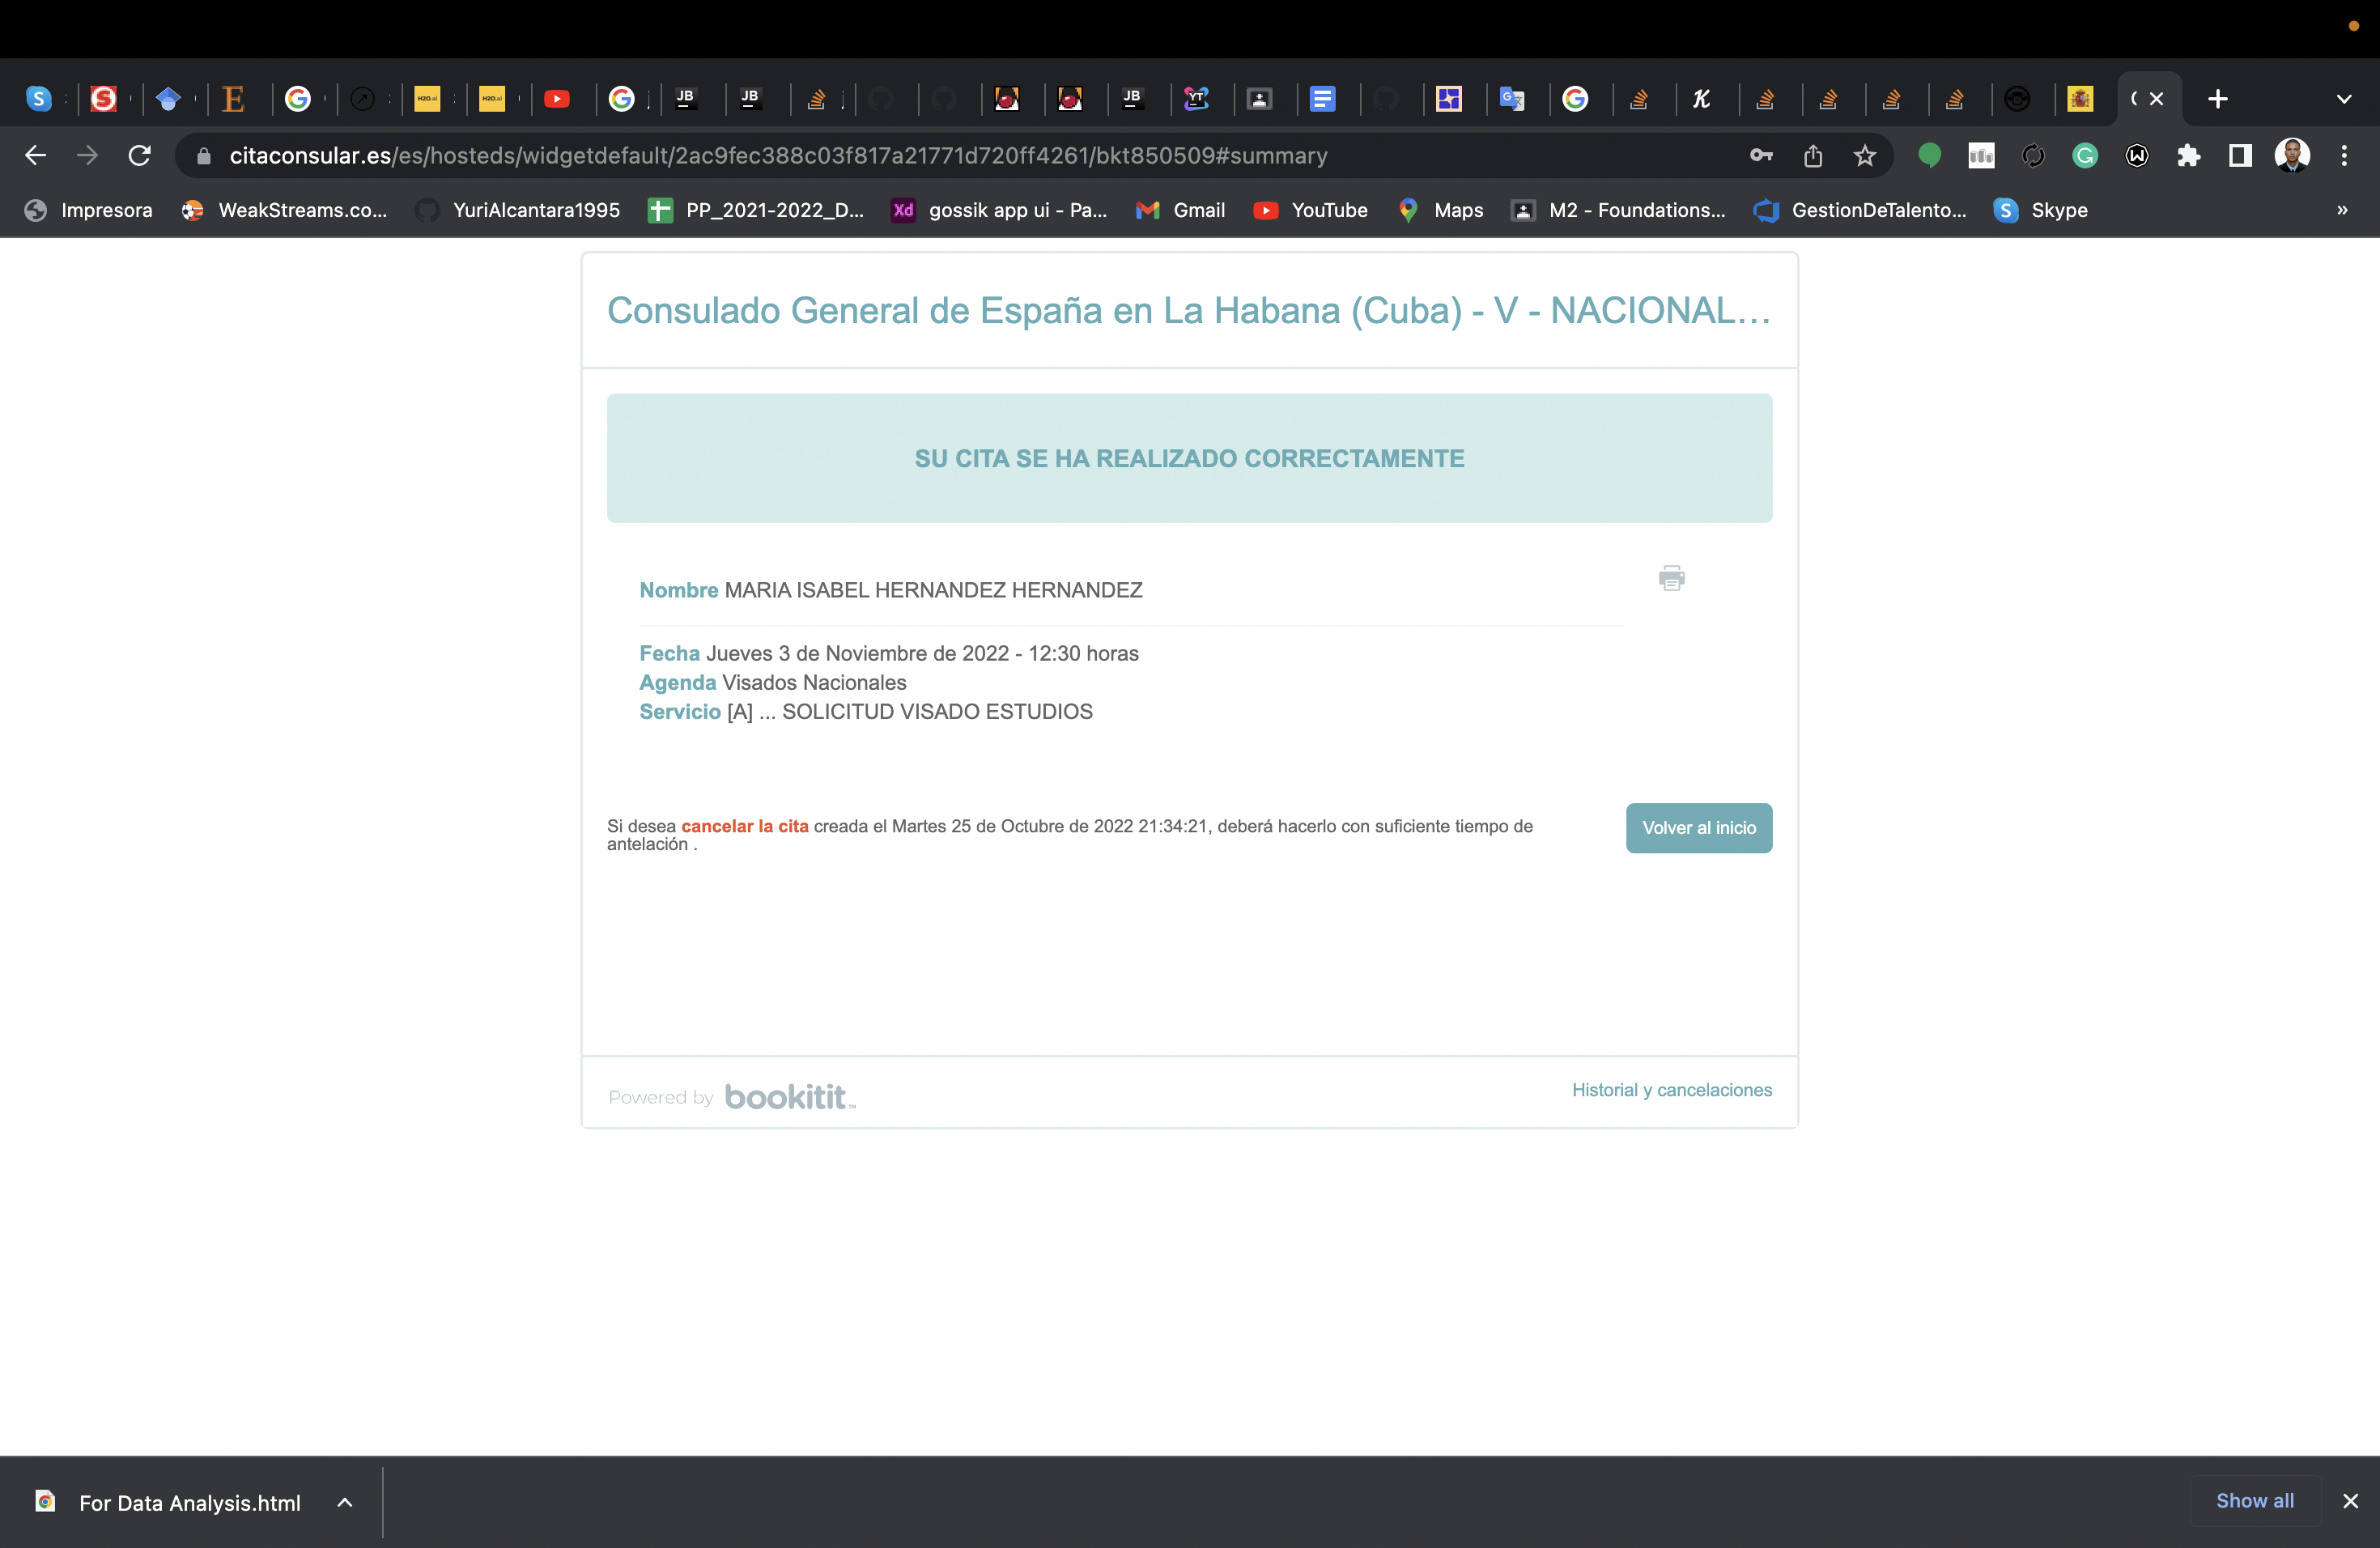 citaconsular.es/es/hosteds/widgetdefault/2ac9fec388c03f817a21771d720ff4261/bkt850509#summary
Impresora WeakStreams.co... YuriAlcantara1995 PP_2021-2022_D... Xd gossik app ui - Pa... Gmail YouTube Maps M2 - Foundations... GestionDeTalento... Skype »
Consulado General de España en La Habana (Cuba) - V - NACIONAL...
SU CITA SE HA REALIZADO CORRECTAMENTE
Nombre MARIA ISABEL HERNANDEZ HERNANDEZ
Fecha Jueves 3 de Noviembre de 2022 - 12:30 horas
Agenda Visados Nacionales
Servicio [A] ... SOLICITUD VISADO ESTUDIOS
Si desea cancelar la cita creada el Martes 25 de Octubre de 2022 21:34:21, deberá hacerlo con suficiente tiempo de
antelación .
Volver al inicio
Powered by bookitit™
Historial y cancelaciones
For Data Analysis.html
Show all